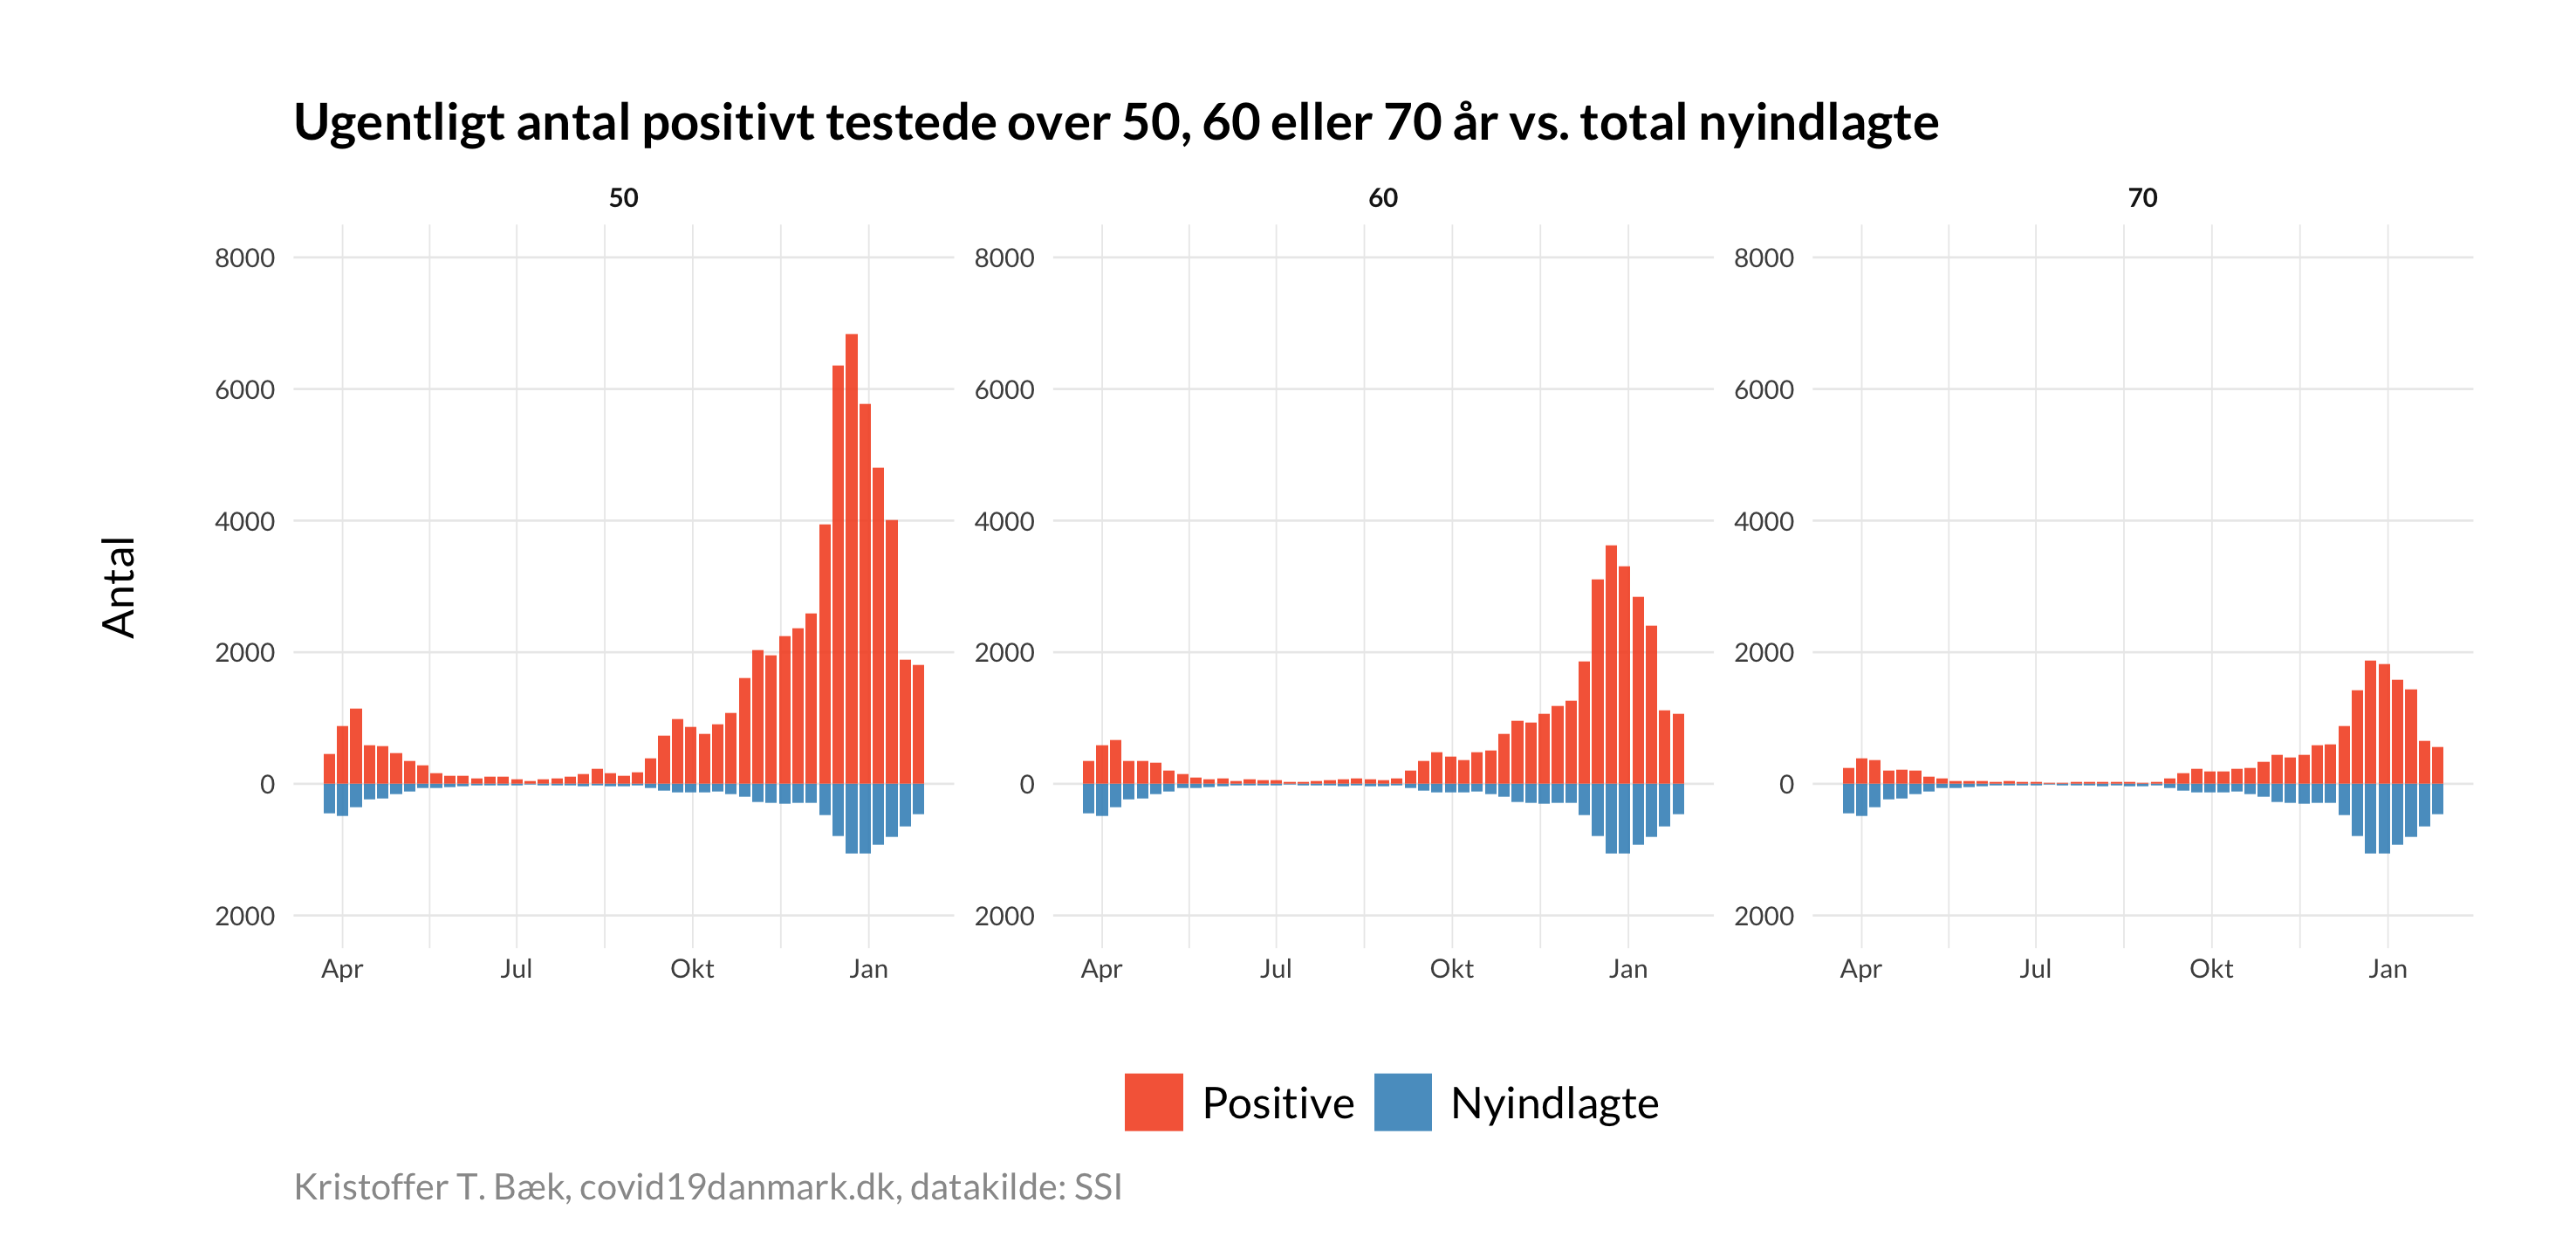 Ugentligt antal positivt testede over 50, 60 eller 70 år vs. total nyindlagte
50
60
70
Antal
8000
6000
4000
2000
0
2000
8000
6000
4000
2000
0
2000
8000
6000
4000
2000
0
2000
Apr Jul Okt Jan
Apr Jul Okt Jan
Apr Jul Okt Jan
Positive
Nyindlagte
Kristoffer T. Bæk, covid19danmark.dk, datakilde: SSI